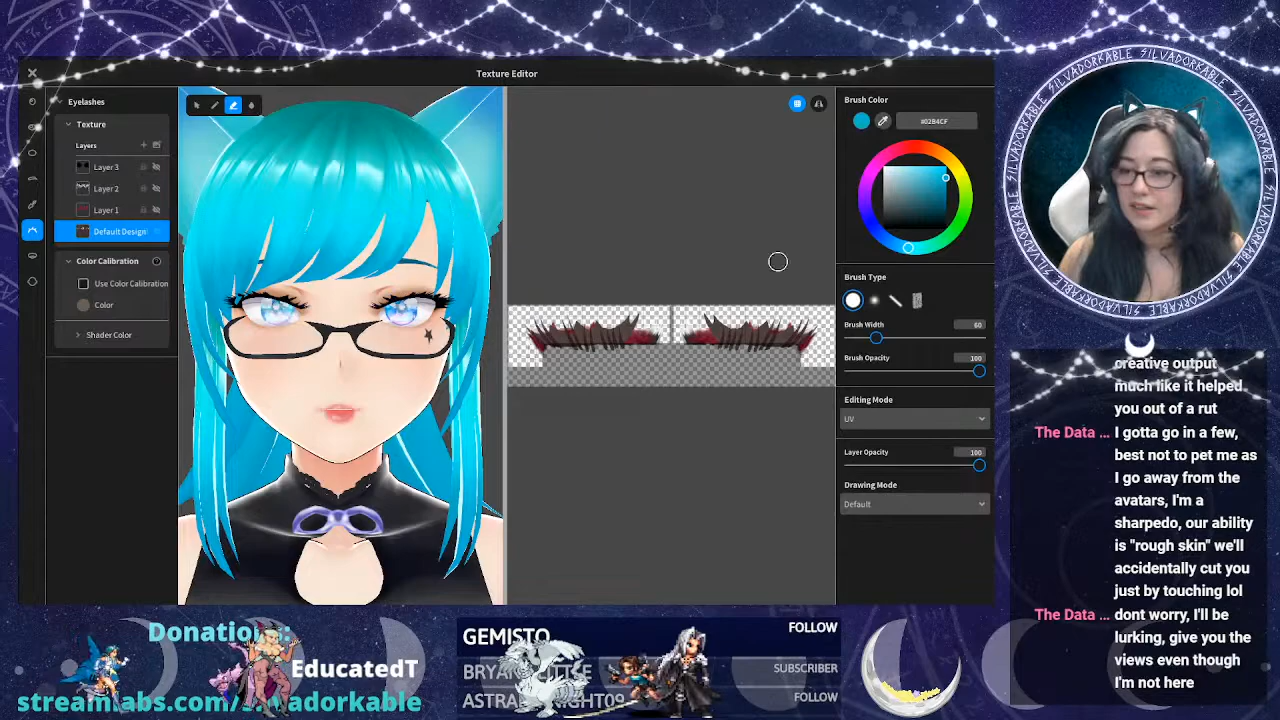 Texture Editor
Eyelashes
Texture
Layers
Layer 3
Layer 2
Layer 1
Default Design
Color Calibration
Use Color Calibration
Color
Shader Color
Brush Color
#02B4CF
Brush Type
Brush Width
60
Brush Opacity
100
Editing Mode
UV
Layer Opacity
100
Drawing Mode
Default
SILVADORKABLE SILVADORKABLE SILVADORKABLE SILVADORKABLE
creative output
much like it helped
you out of a rut
The Data ... I gotta go in a few,
best not to pet me as
I go away from the
avatars, I'm a
sharpedo, our ability
is "rough skin" we'll
accidentally cut you
just by touching lol
The Data ... dont worry, I'll be
lurking, give you the
views even though
I'm not here
Donations:
EducatedT
GEMISTO
FOLLOW
SUBSCRIBER
FOLLOW